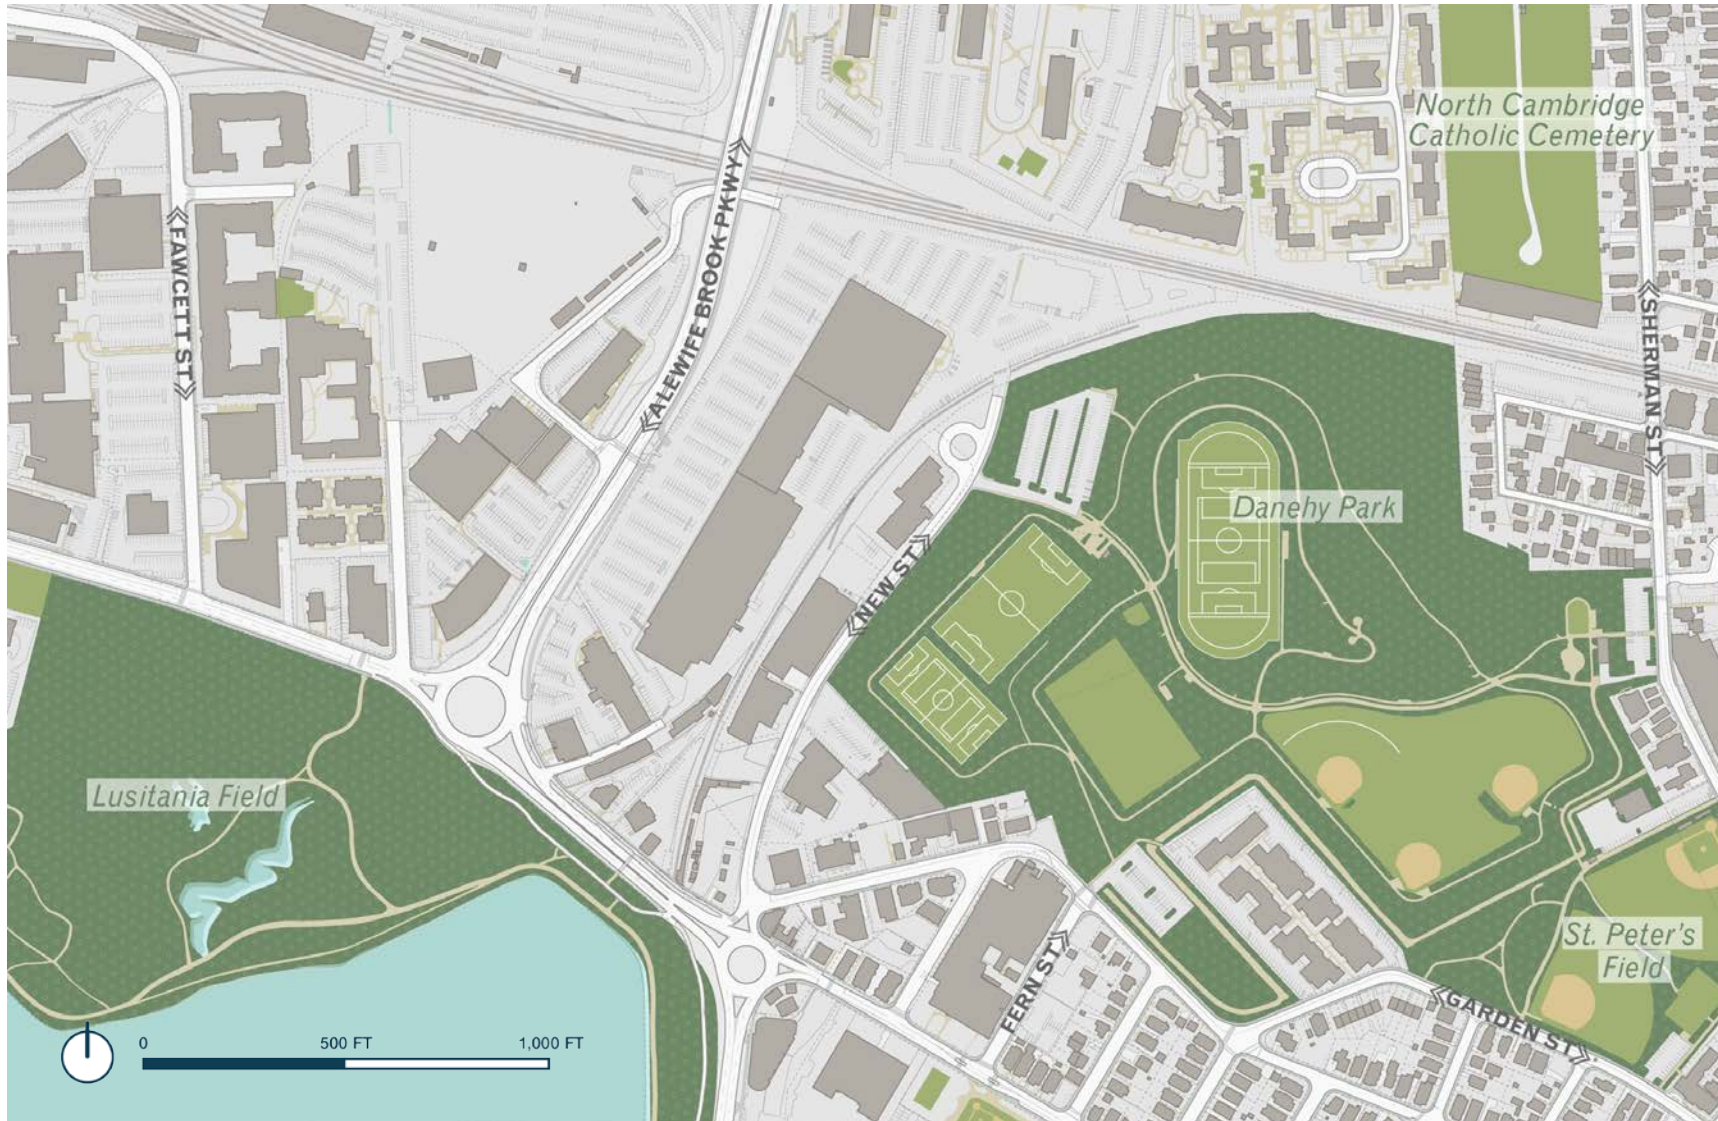 North Cambridge
Catholic Cemetery
FAWCETT ST
ALEWIFE BROOK PKWY
SHERMAN ST
Danehy Park
NEW ST
Lusitania Field
St. Peter's
Field
FERN ST
GARDEN ST
0
500 FT
1,000 FT